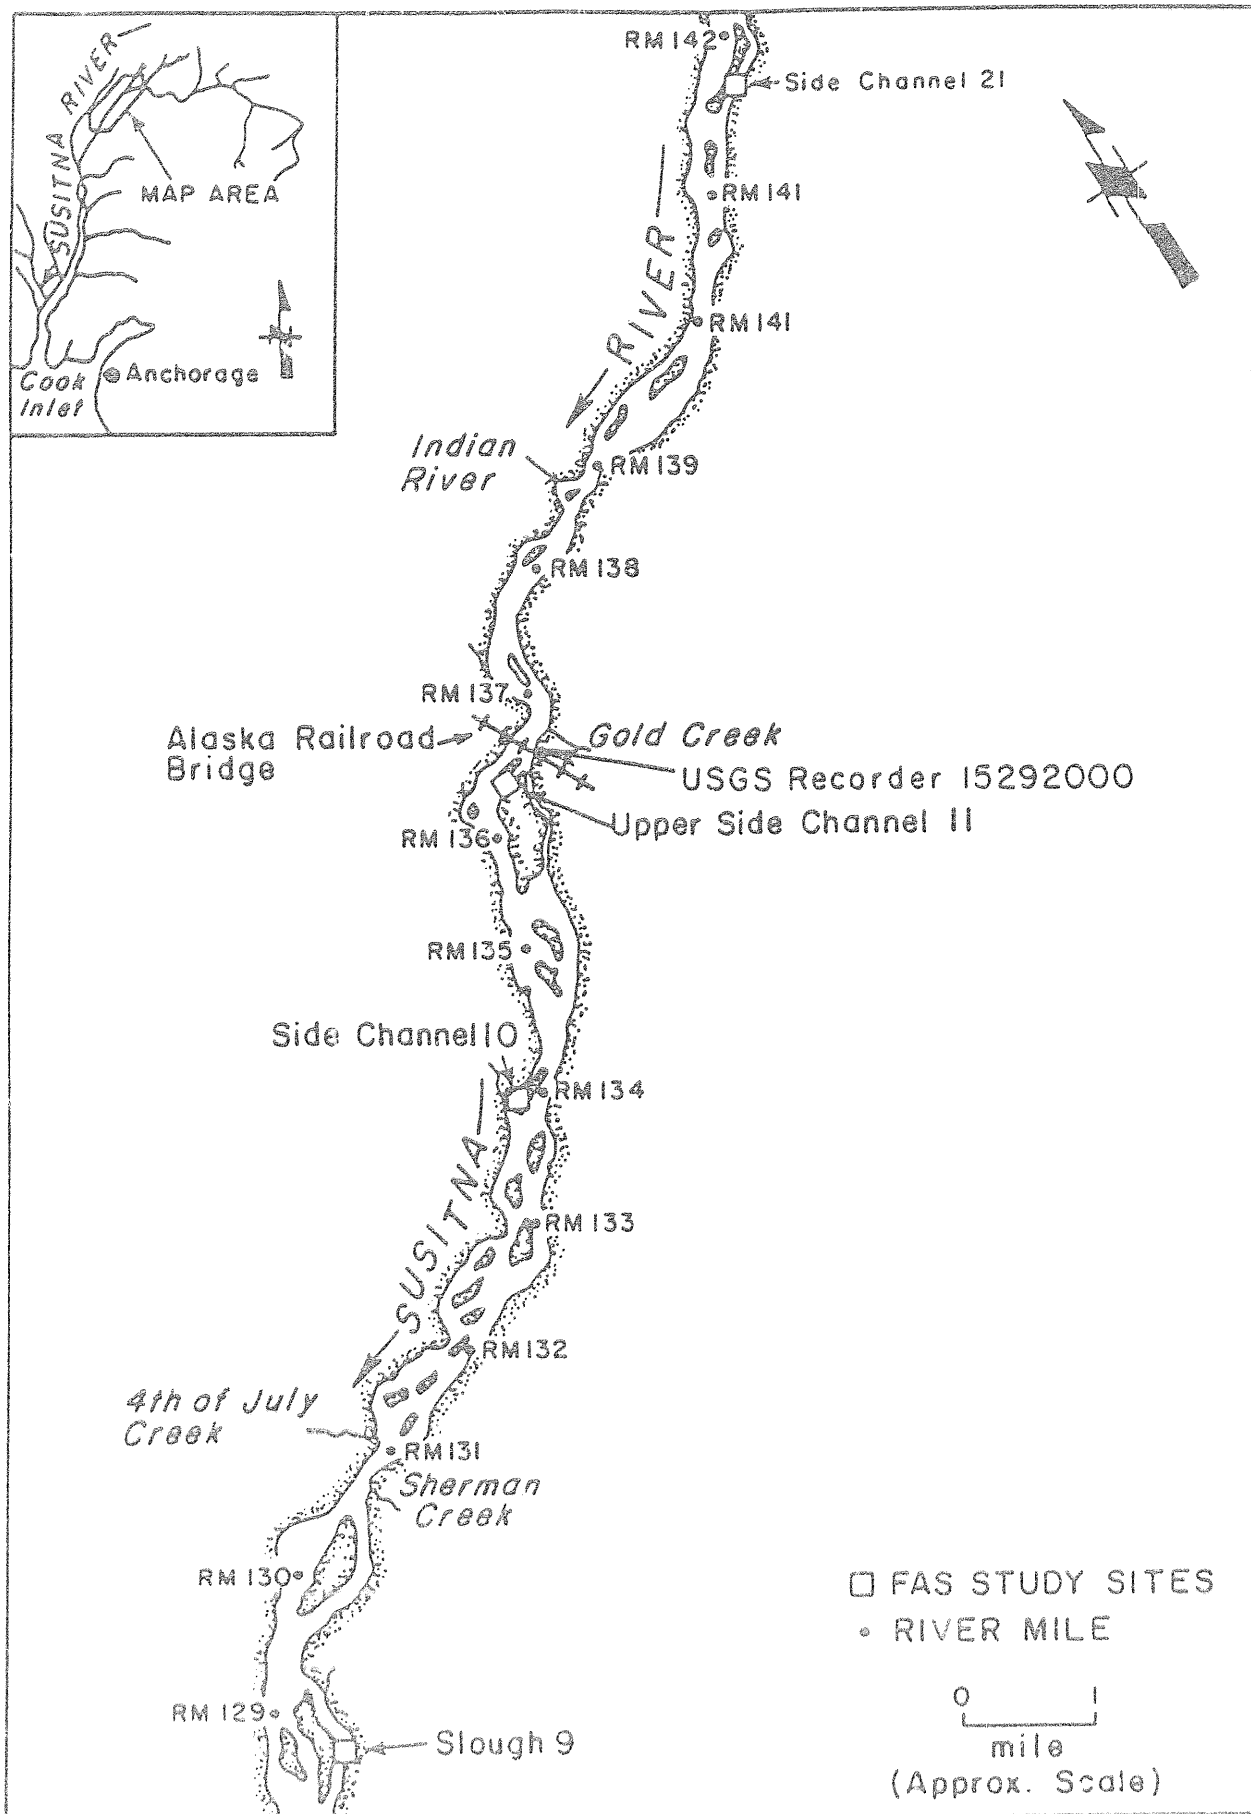 SUSITNA RIVER
MAP AREA
Cook
Inlet
Anchorage
RM 142
Side Channel 21
RM 141
RM 141
RIVER
Indian
River
RM 139
RM 138
RM 137
Alaska Railroad
Bridge
Gold Creek
USGS Recorder 15292000
Upper Side Channel 11
RM 136
RM 135
Side Channel 10
RM 134
SUSITNA
RM 133
RM 132
4th of July
Creek
RM 131
Sherman
Creek
RM 130
RM 129
Slough 9
FAS STUDY SITES
RIVER MILE
0 1
mile
(Approx. Scale)